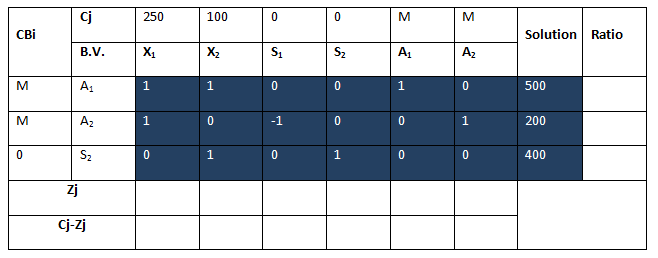 CBi Cj 250 100 0 0 M M Solution Ratio
B.V. X₁ X₂ S₁ S₂ A₁ A₂
M A₁ 1 1 0 0 1 0 500
M A₂ 1 0 -1 0 0 1 200
0 S₂ 0 1 0 1 0 0 400
Zj
Cj-Zj